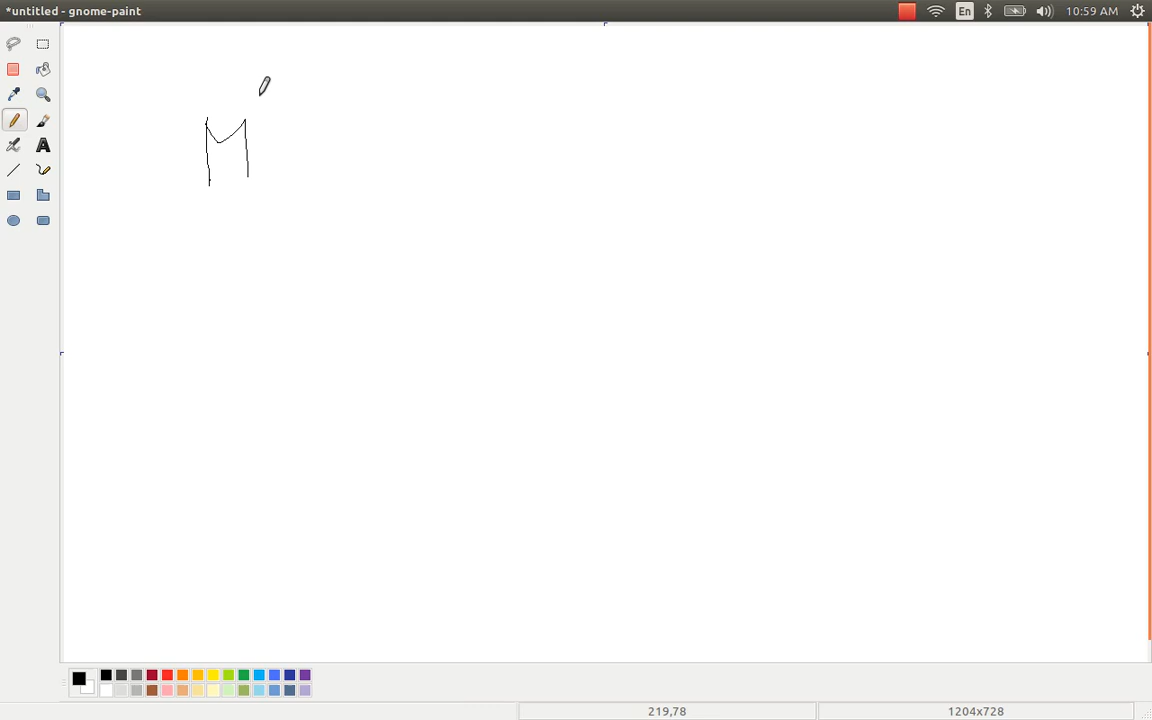 *untitled - gnome-paint
En
10:59 AM
M
A
219,78
1204x728